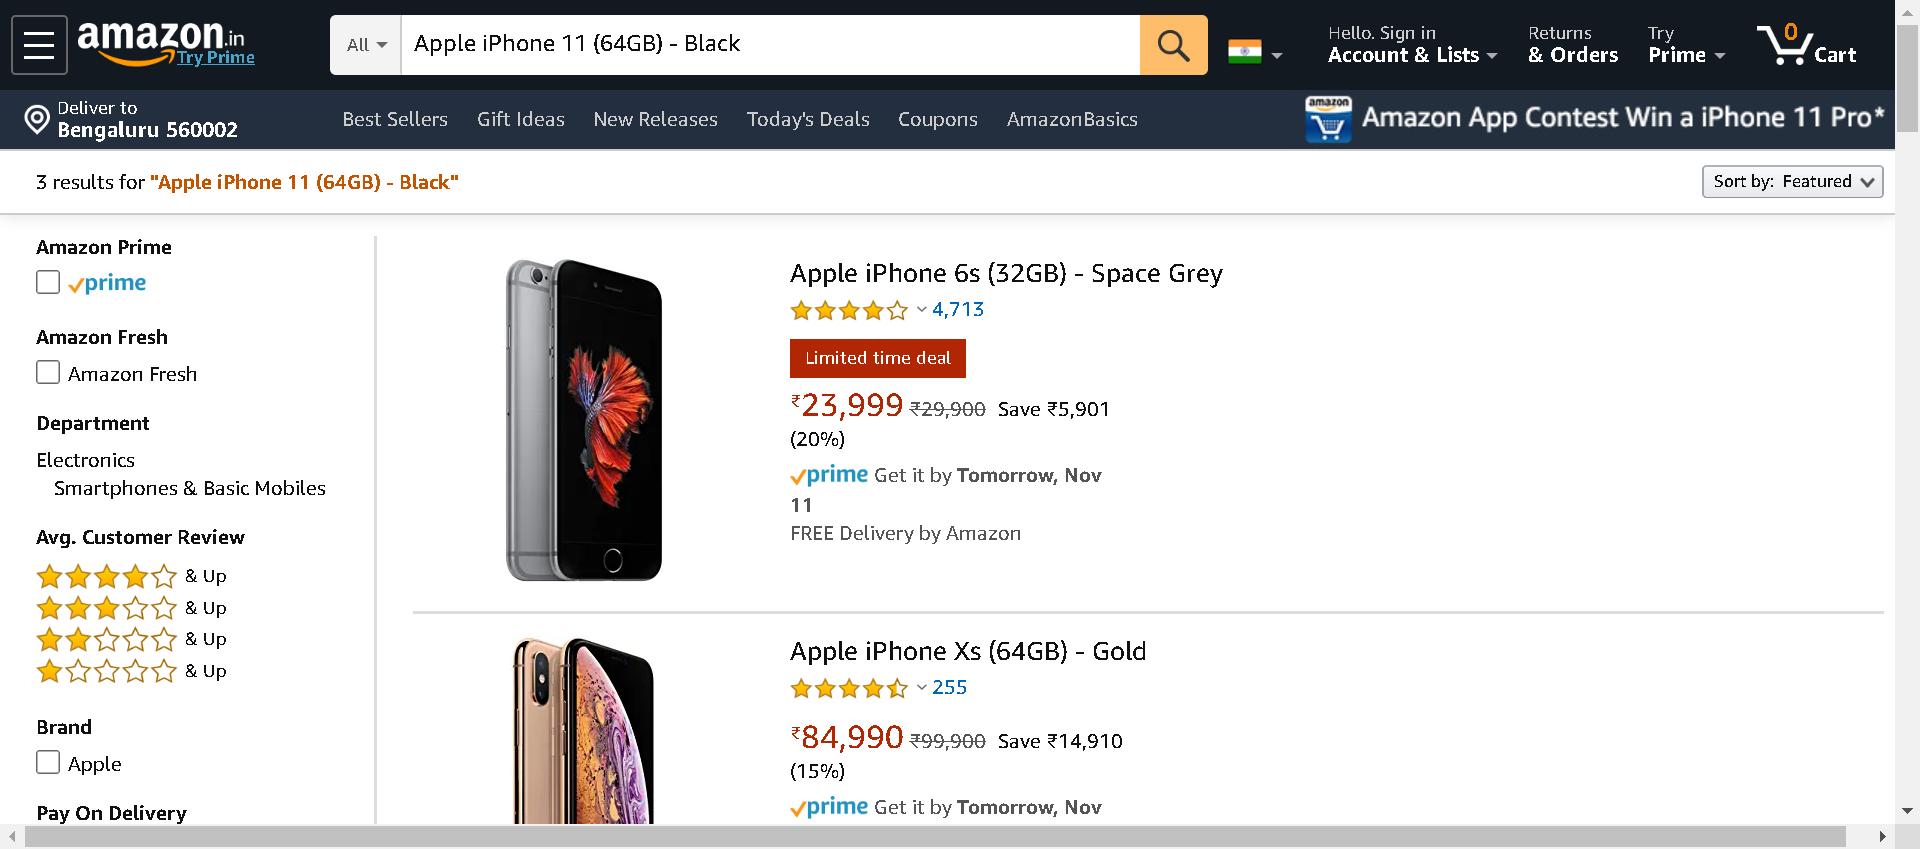 amazon.in
Try Prime
All
Apple iPhone 11 (64GB) - Black
Hello. Sign in
Account & Lists
Returns
& Orders
Try
Prime
0
Cart
Deliver to
Bengaluru 560002
Best Sellers
Gift Ideas
New Releases
Today's Deals
Coupons
AmazonBasics
amazon
Amazon App Contest Win a iPhone 11 Pro*
3 results for "Apple iPhone 11 (64GB) - Black"
Sort by: Featured
Amazon Prime
prime
Amazon Fresh
Amazon Fresh
Department
Electronics
Smartphones & Basic Mobiles
Avg. Customer Review
& Up
& Up
& Up
& Up
Brand
Apple
Pay On Delivery
Apple iPhone 6s (32GB) - Space Grey
4,713
Limited time deal
₹23,999 ₹29,900 Save ₹5,901
(20%)
prime Get it by Tomorrow, Nov
11
FREE Delivery by Amazon
Apple iPhone Xs (64GB) - Gold
255
₹84,990 ₹99,900 Save ₹14,910
(15%)
prime Get it by Tomorrow, Nov